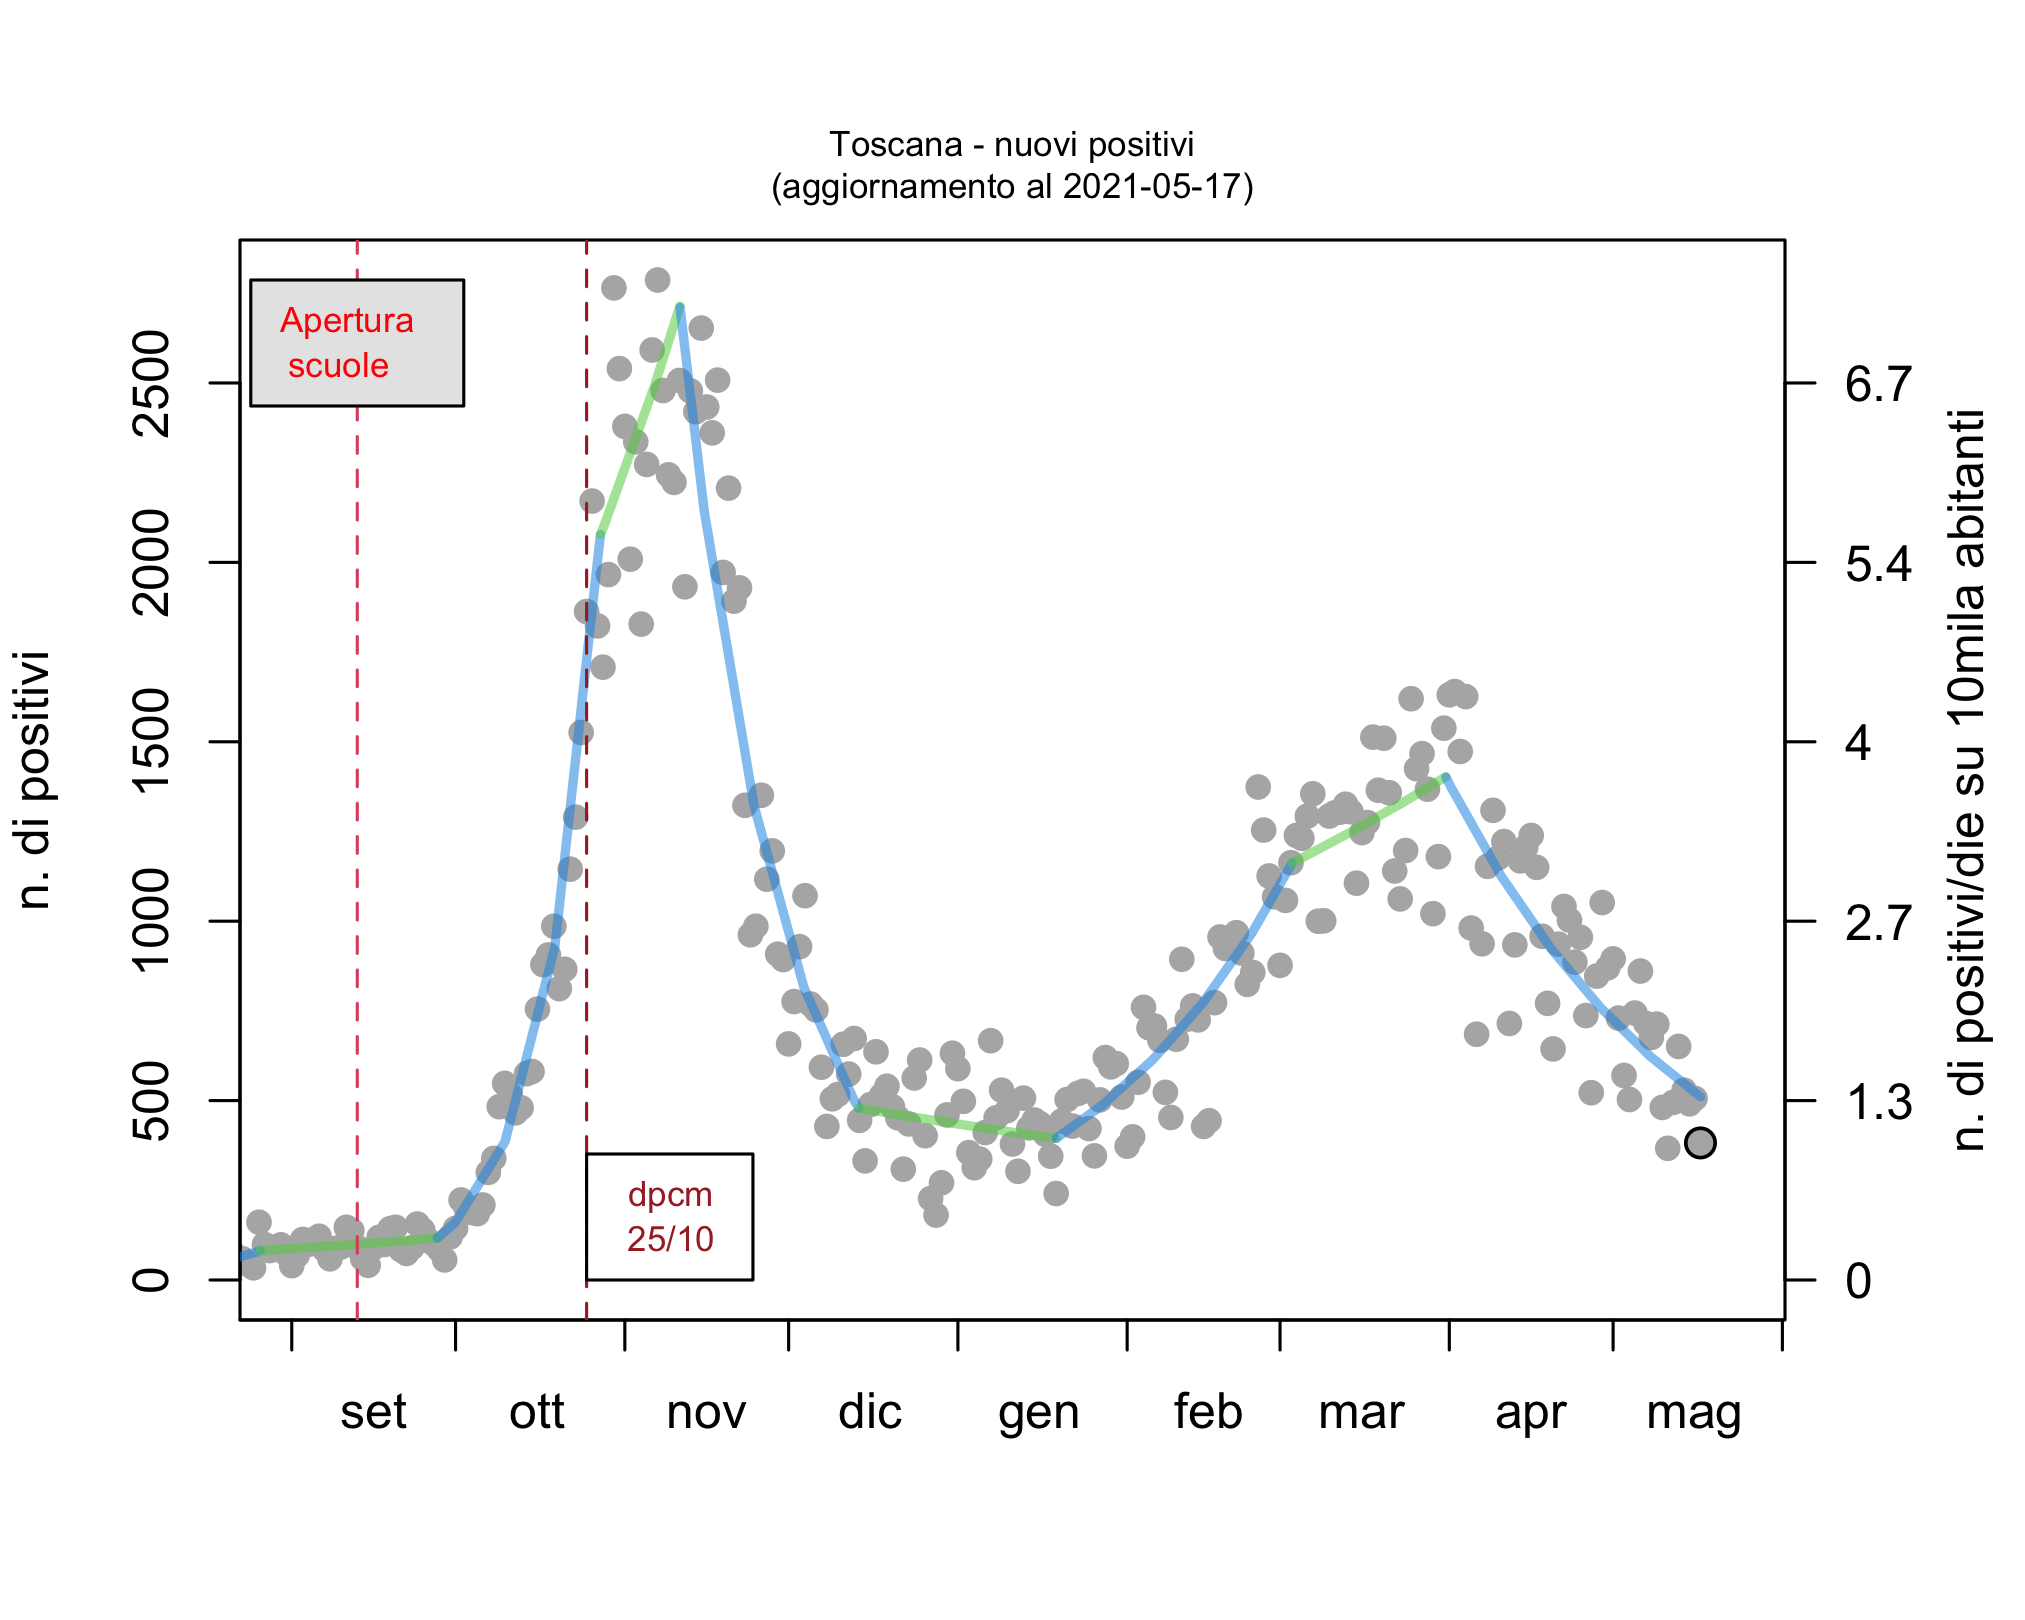 Toscana - nuovi positivi
(aggiornamento al 2021-05-17)
n. di positivi
2500
2000
1500
1000
500
0
Apertura
scuole
dpcm
25/10
6.7
5.4
4
2.7
1.3
0
n. di positivi/die su 10mila abitanti
set ott nov dic gen feb mar apr mag